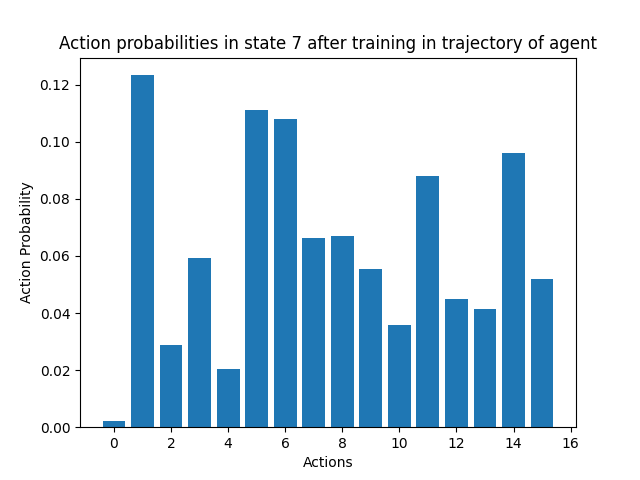 Action probabilities in state 7 after training in trajectory of agent
0.12
0.10
0.08
0.06
0.04
0.02
0.00
Action Probability
0 2 4 6 8 10 12 14 16
Actions